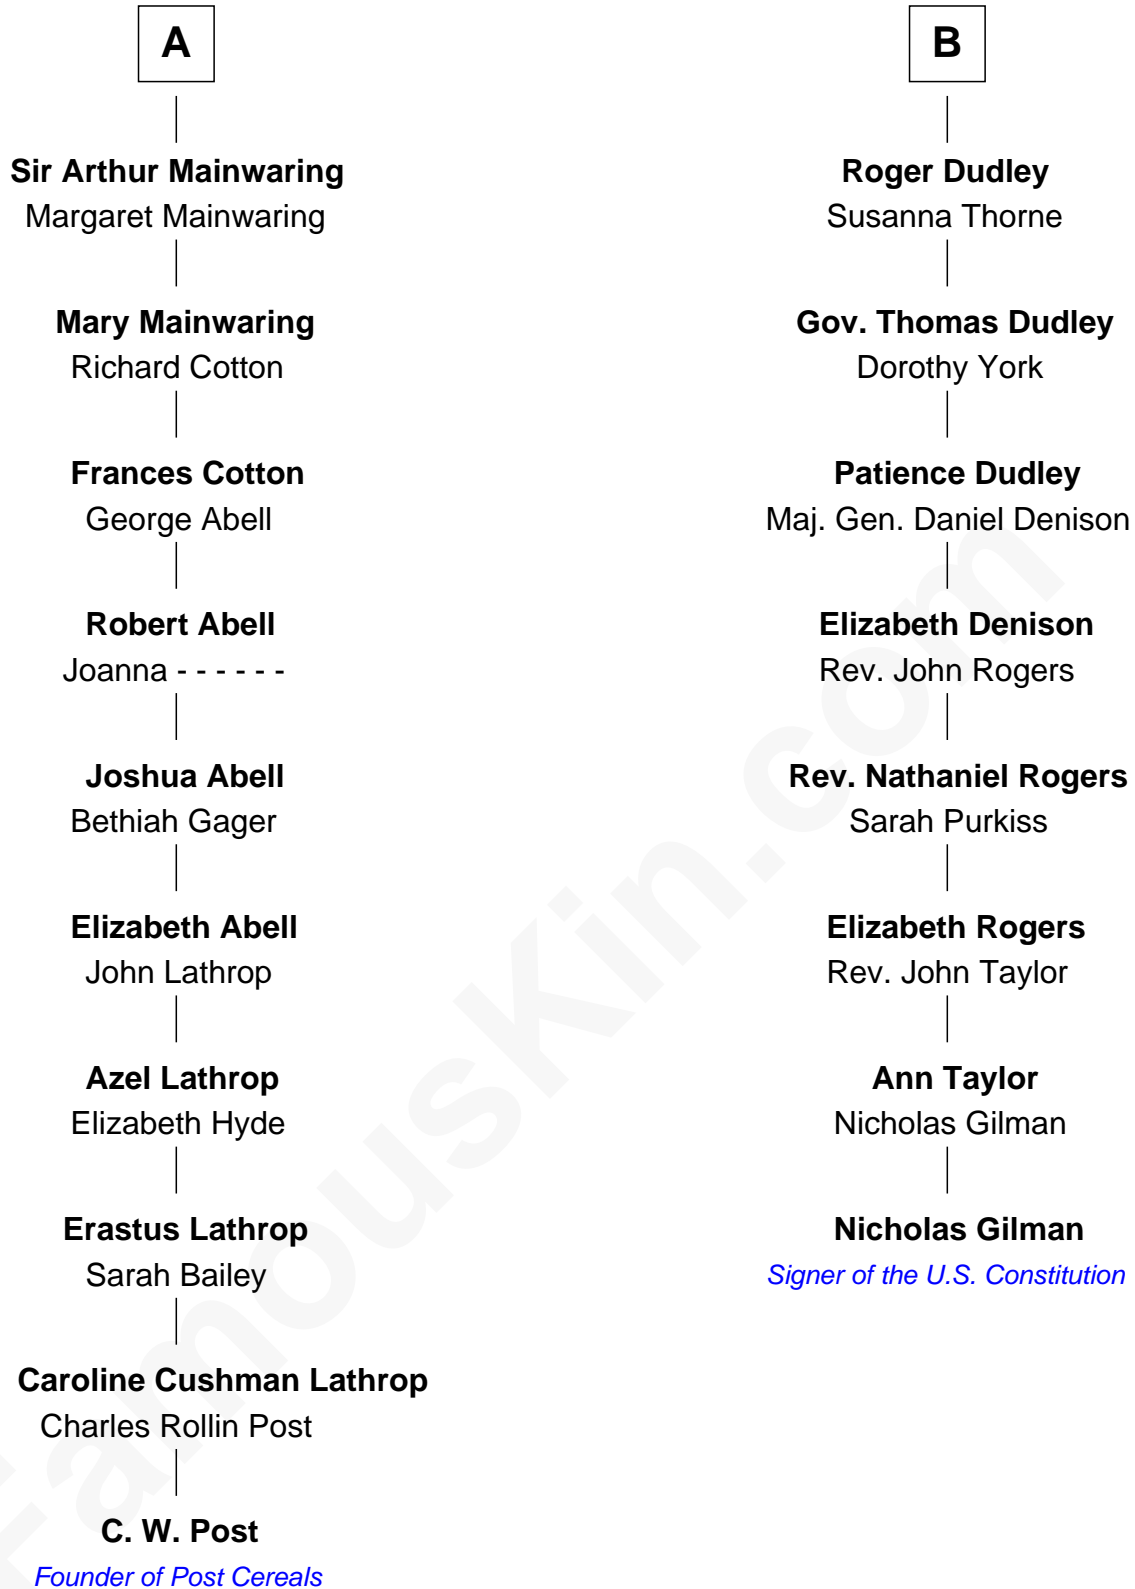 A
Sir Arthur Mainwaring
Margaret Mainwaring
Mary Mainwaring
Richard Cotton
Frances Cotton
George Abell
Robert Abell
Joanna - - - - - -
Joshua Abell
Bethiah Gager
Elizabeth Abell
John Lathrop
Azel Lathrop
Elizabeth Hyde
Erastus Lathrop
Sarah Bailey
Caroline Cushman Lathrop
Charles Rollin Post
C. W. Post
Founder of Post Cereals
B
Roger Dudley
Susanna Thorne
Gov. Thomas Dudley
Dorothy York
Patience Dudley
Maj. Gen. Daniel Denison
Elizabeth Denison
Rev. John Rogers
Rev. Nathaniel Rogers
Sarah Purkiss
Elizabeth Rogers
Rev. John Taylor
Ann Taylor
Nicholas Gilman
Nicholas Gilman
Signer of the U.S. Constitution
FamousKin.com